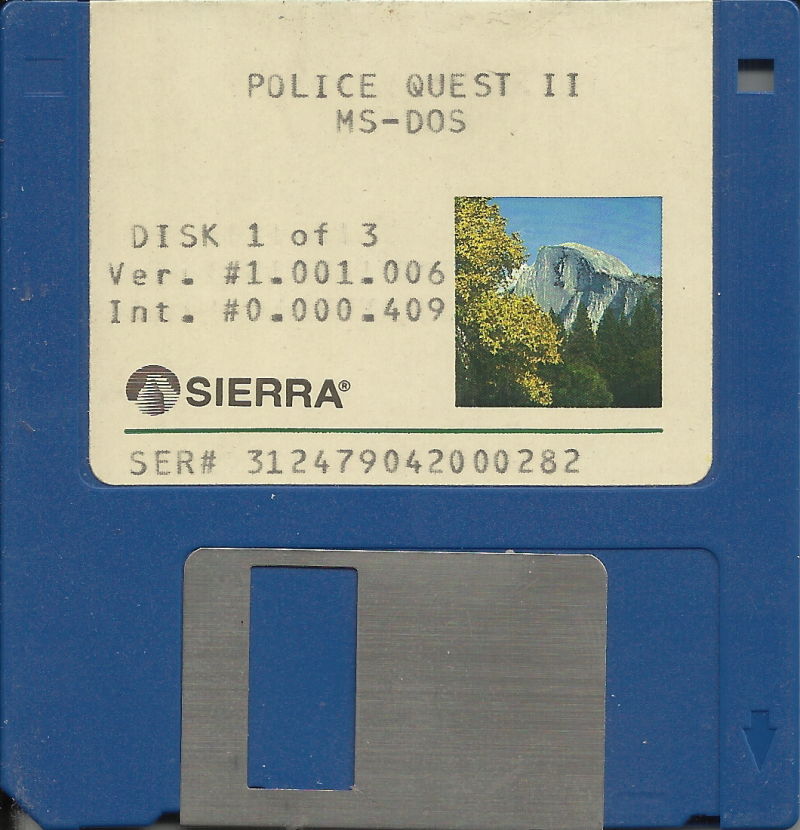 POLICE QUEST II
MS-DOS
DISK 1 of 3
Ver. #1.001.006
Int. #0.000.409
SIERRA®
SER# 312479042000282